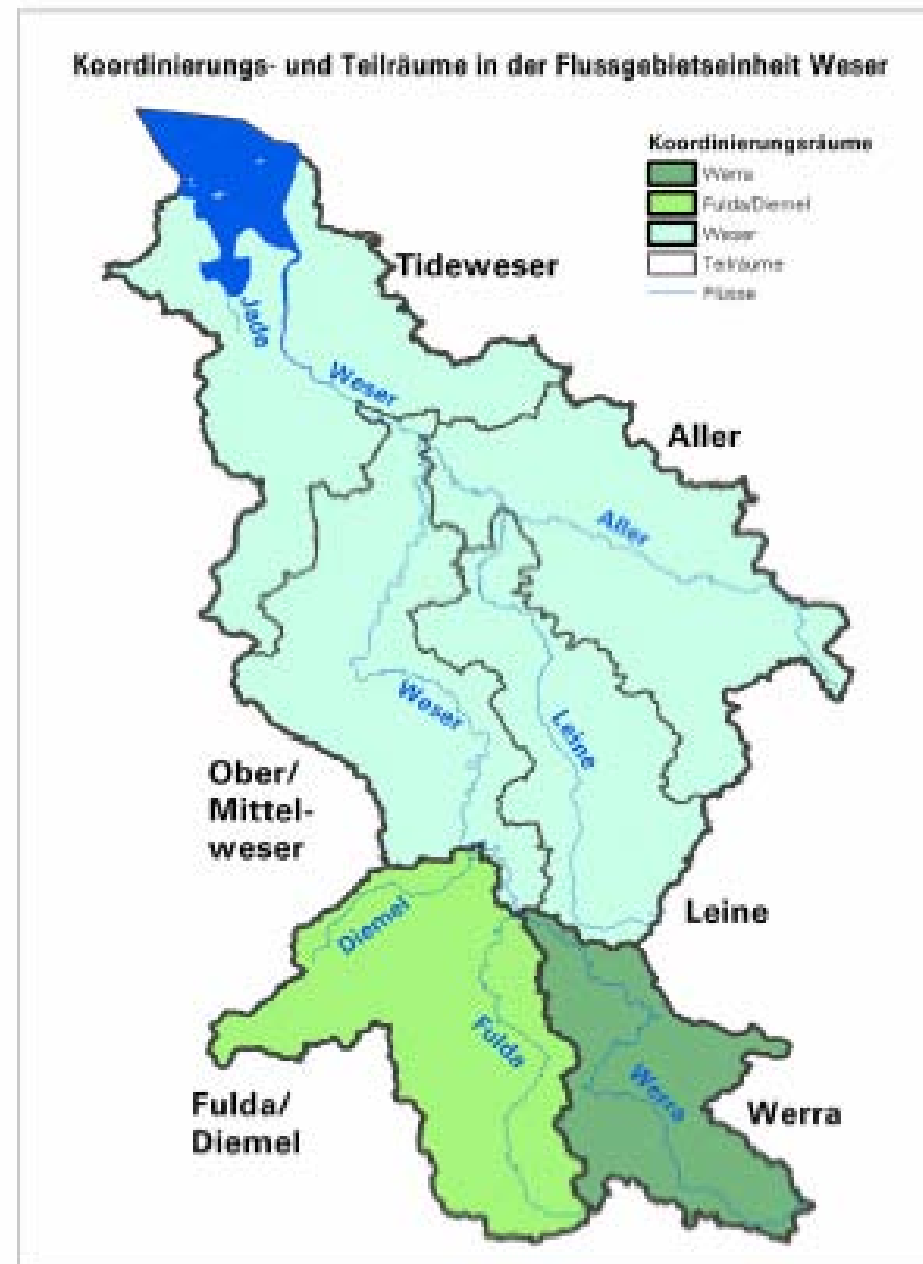 Koordinierungs- und Teilräume in der Flussgebietseinheit Weser
Koordinierungsräume
Werra
Fulda/Diemel
Weser
Teilräume
Flüsse
Tideweser
Jade
Weser
Aller
Aller
Weser
Leine
Ober/
Mittel-
weser
Leine
Diemel
Fulda
Werra
Fulda/
Diemel
Werra